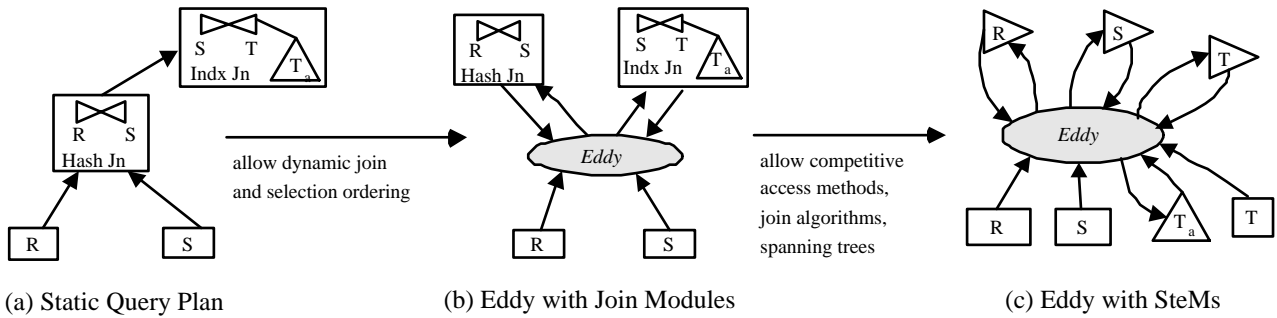 S T
Indx Jn
T a
R S
Hash Jn
R
S
(a) Static Query Plan
allow dynamic join
and selection ordering
R S
Hash Jn
S T
Indx Jn
T a
Eddy
R
S
(b) Eddy with Join Modules
allow competitive
access methods,
join algorithms,
spanning trees
R
S
T
Eddy
R
S
T a
T
(c) Eddy with SteMs